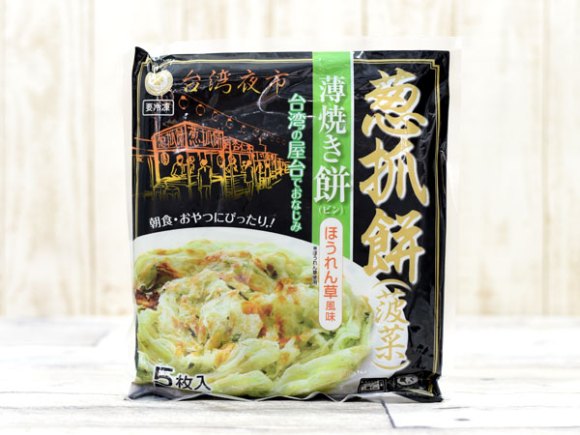 葱抓餅(菠菜)
薄焼き餅
(ビン)
ほうれん草風味
台湾の屋台でおなじみ
台湾夜市
要冷凍
朝食・おやつにぴったり!
5枚入